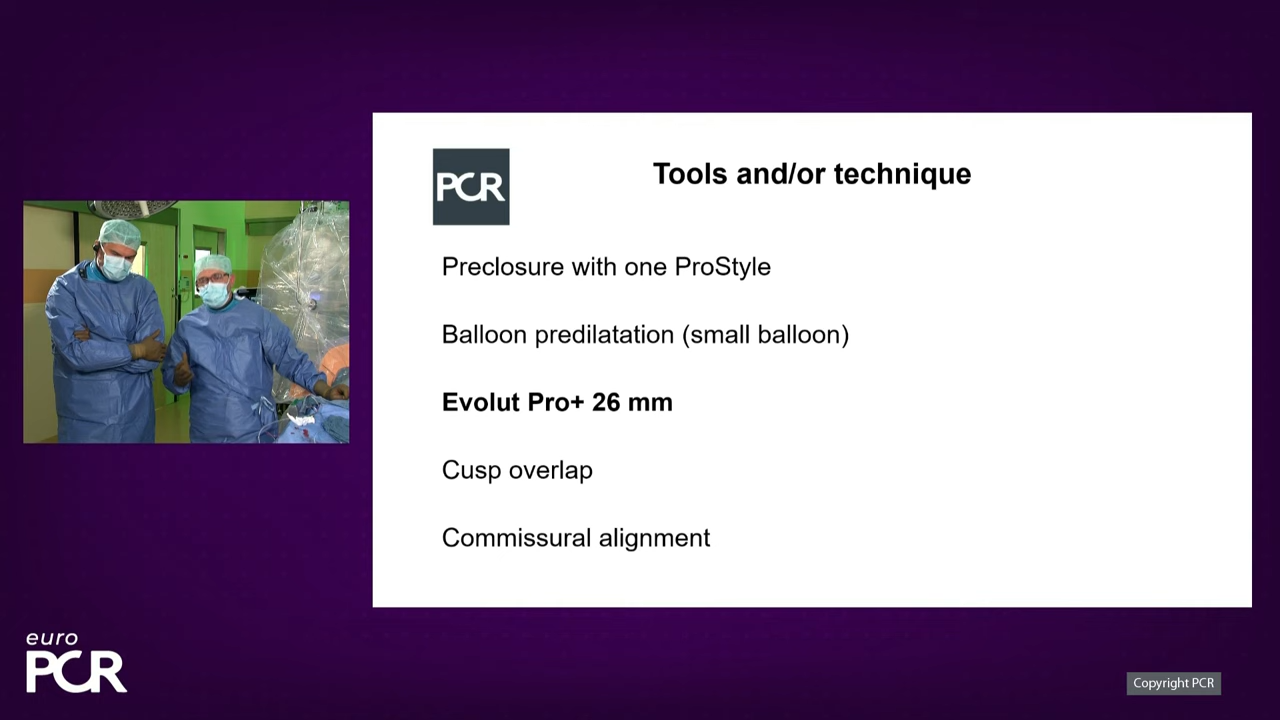 PCR
Tools and/or technique
Preclosure with one ProStyle
Balloon predilatation (small balloon)
Evolut Pro+ 26 mm
Cusp overlap
Commissural alignment
euro
PCR
Copyright PCR